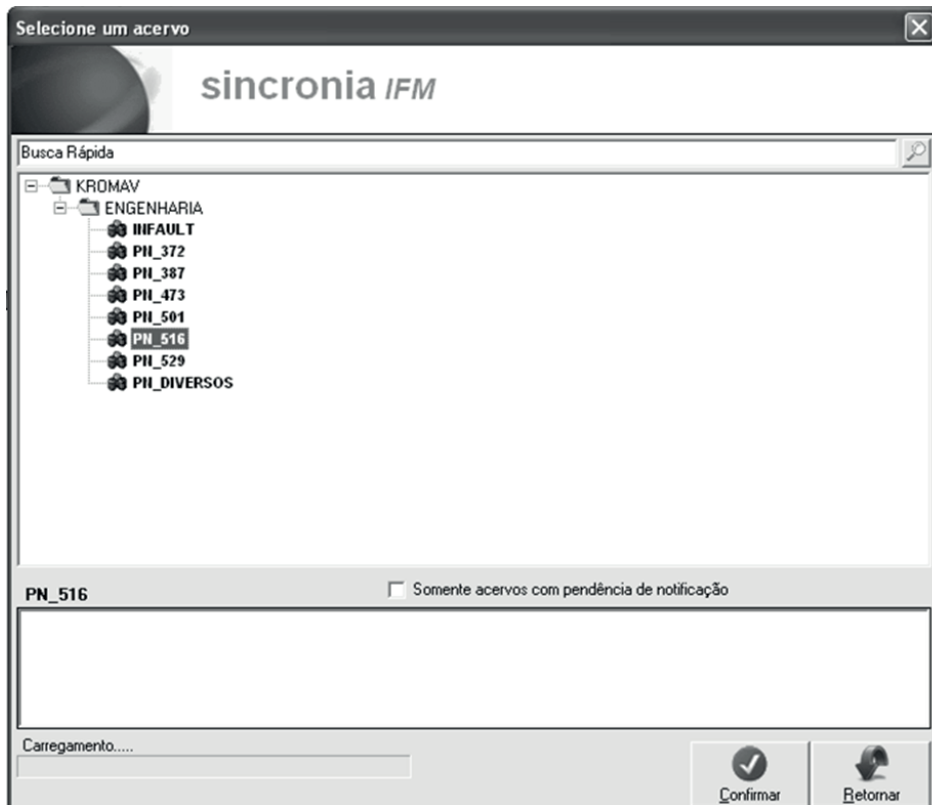 Selecione um acervo
sincronia IFM
Busca Rápida
KROMAV
ENGENHARIA
INFAULT
PN_372
PN_387
PN_473
PN_501
PN_516
PN_529
PN_DIVERSOS
PN_516
Somente acervos com pendência de notificação
Carregamento.....
Confirmar
Retornar